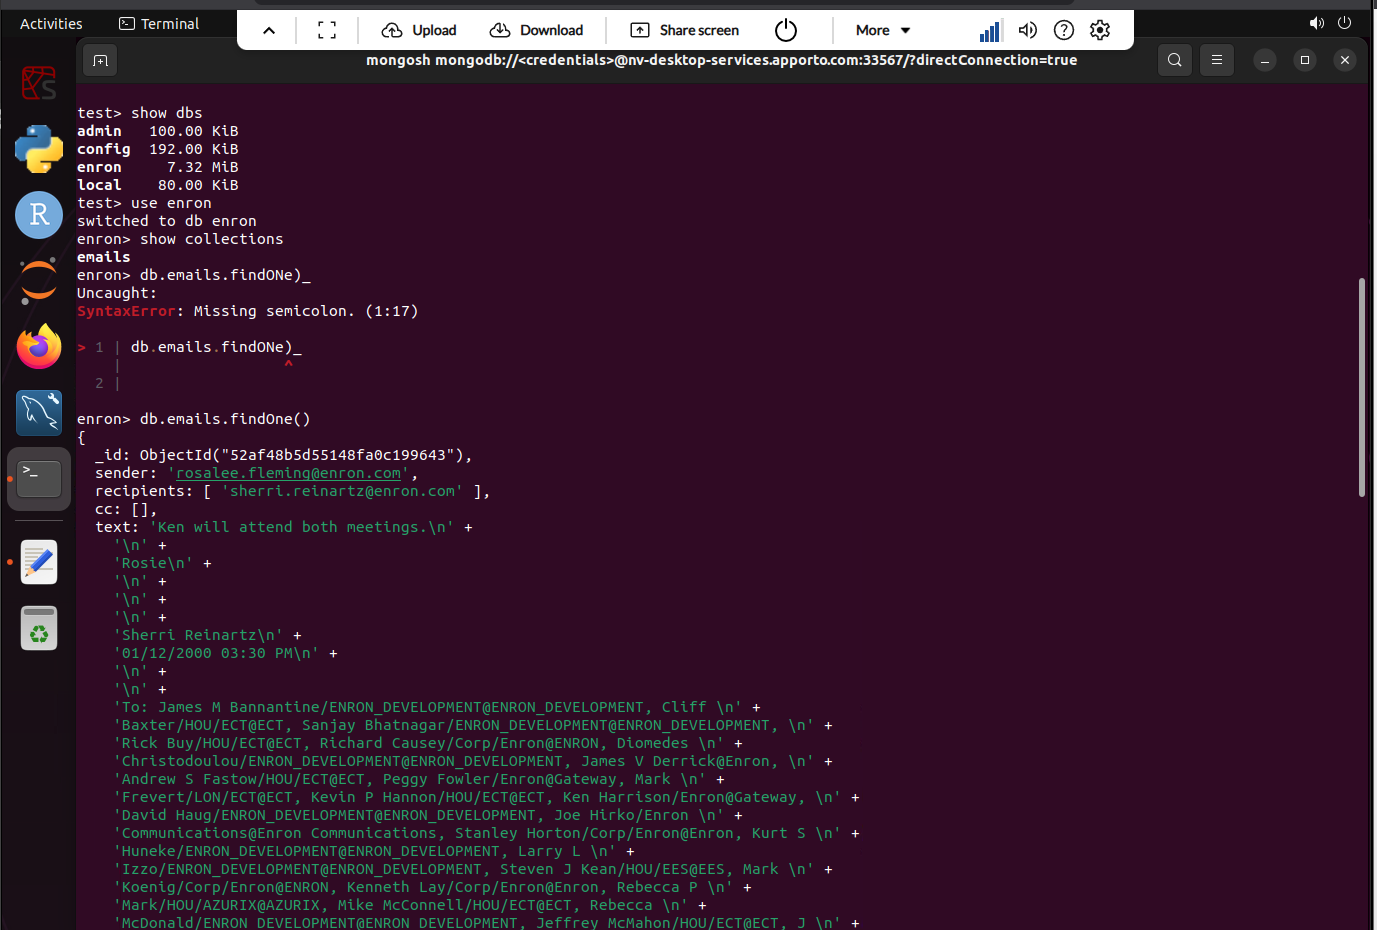 Activities
Terminal
Upload
Download
Share screen
More
mongosh mongodb://<credentials>@nv-desktop-services.apporto.com:33567/?directConnection=true
test> show dbs
admin   100.00 KiB
config  192.00 KiB
enron     7.32 MiB
local    80.00 KiB
test> use enron
switched to db enron
enron> show collections
emails
enron> db.emails.findONe)_
Uncaught:
SyntaxError: Missing semicolon. (1:17)
> 1 | db.emails.findONe)_
    |                  ^
  2 |
enron> db.emails.findOne()
{
  _id: ObjectId("52af48b5d55148fa0c199643"),
  sender: 'rosalee.fleming@enron.com',
  recipients: [ 'sherri.reinartz@enron.com' ],
  cc: [],
  text: 'Ken will attend both meetings.\n' +
    '\n' +
    'Rosie\n' +
    '\n' +
    '\n' +
    '\n' +
    'Sherri Reinartz\n' +
    '01/12/2000 03:30 PM\n' +
    '\n' +
    '\n' +
    'To: James M Bannantine/ENRON_DEVELOPMENT@ENRON_DEVELOPMENT, Cliff \n' +
    'Baxter/HOU/ECT@ECT, Sanjay Bhatnagar/ENRON_DEVELOPMENT@ENRON_DEVELOPMENT, \n' +
    'Rick Buy/HOU/ECT@ECT, Richard Causey/Corp/Enron@ENRON, Diomedes \n' +
    'Christodoulou/ENRON_DEVELOPMENT@ENRON_DEVELOPMENT, James V Derrick@Enron, \n' +
    'Andrew S Fastow/HOU/ECT@ECT, Peggy Fowler/Enron@Gateway, Mark \n' +
    'Frevert/LON/ECT@ECT, Kevin P Hannon/HOU/ECT@ECT, Ken Harrison/Enron@Gateway, \n' +
    'David Haug/ENRON_DEVELOPMENT@ENRON_DEVELOPMENT, Joe Hirko/Enron \n' +
    'Communications@Enron Communications, Stanley Horton/Corp/Enron@Enron, Kurt S \n' +
    'Huneke/ENRON_DEVELOPMENT@ENRON_DEVELOPMENT, Larry L \n' +
    'Izzo/ENRON_DEVELOPMENT@ENRON_DEVELOPMENT, Steven J Kean/HOU/EES@EES, Mark \n' +
    'Koenig/Corp/Enron@ENRON, Kenneth Lay/Corp/Enron@Enron, Rebecca P \n' +
    'Mark/HOU/AZURIX@AZURIX, Mike McConnell/HOU/ECT@ECT, Rebecca \n' +
    'McDonald/ENRON_DEVELOPMENT@ENRON_DEVELOPMENT, Jeffrey McMahon/HOU/ECT@ECT, J \n' +